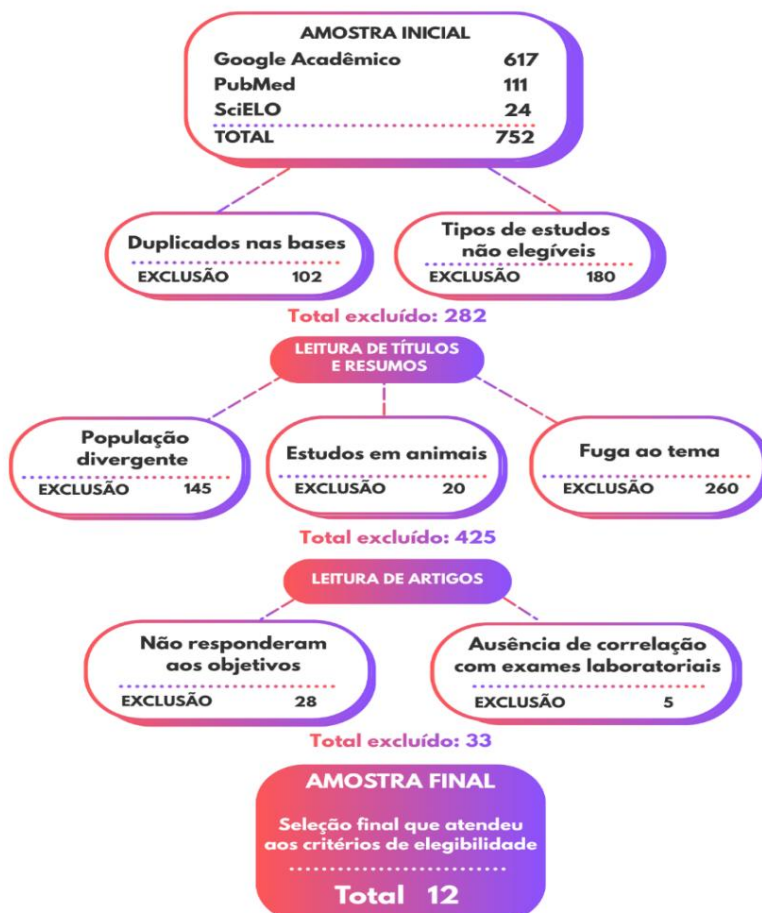 AMOSTRA INICIAL
Google Acadêmico 617
PubMed 111
SciELO 24
TOTAL 752
Duplicados nas bases
EXCLUSÃO 102
Tipos de estudos
não elegíveis
EXCLUSÃO 180
Total excluído: 282
LEITURA DE TÍTULOS
E RESUMOS
População
divergente
EXCLUSÃO 145
Estudos em animais
EXCLUSÃO 20
Fuga ao tema
EXCLUSÃO 260
Total excluído: 425
LEITURA DE ARTIGOS
Não responderam
aos objetivos
EXCLUSÃO 28
Ausência de correlação
com exames laboratoriais
EXCLUSÃO 5
Total excluído: 33
AMOSTRA FINAL
Seleção final que atendeu
aos critérios de elegibilidade
Total 12